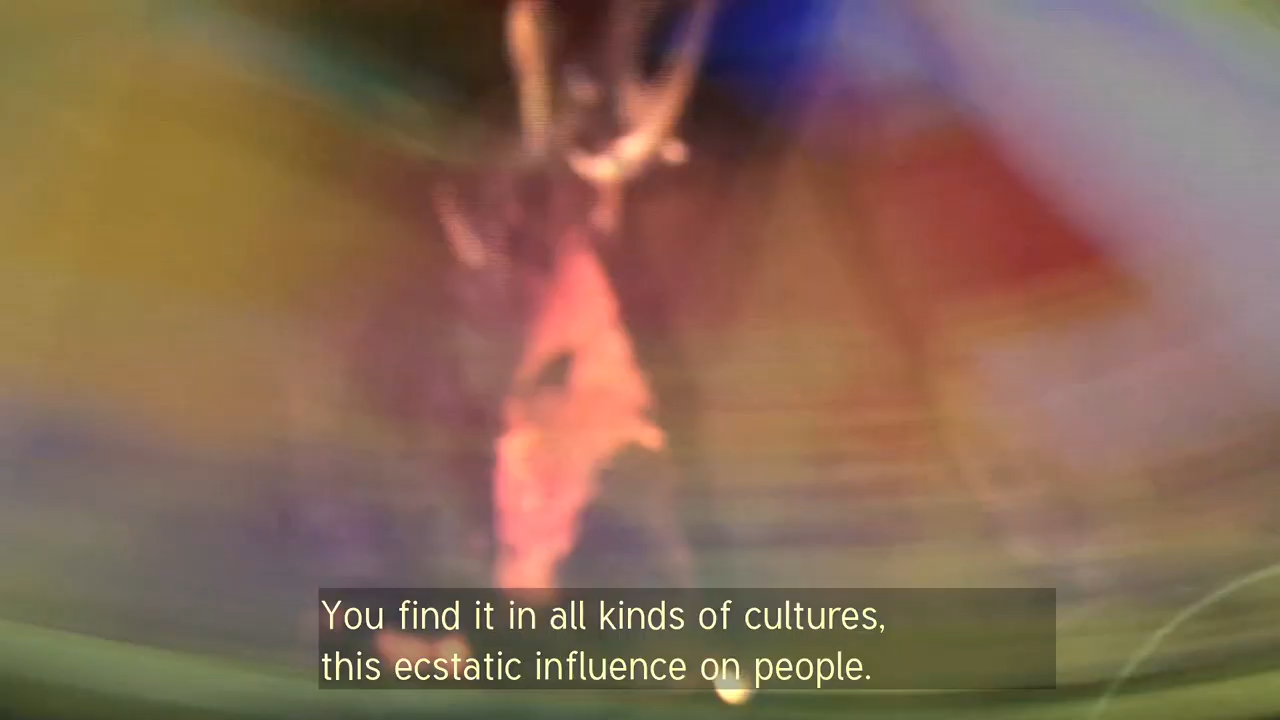 You find it in all kinds of cultures,
this ecstatic influence on people.